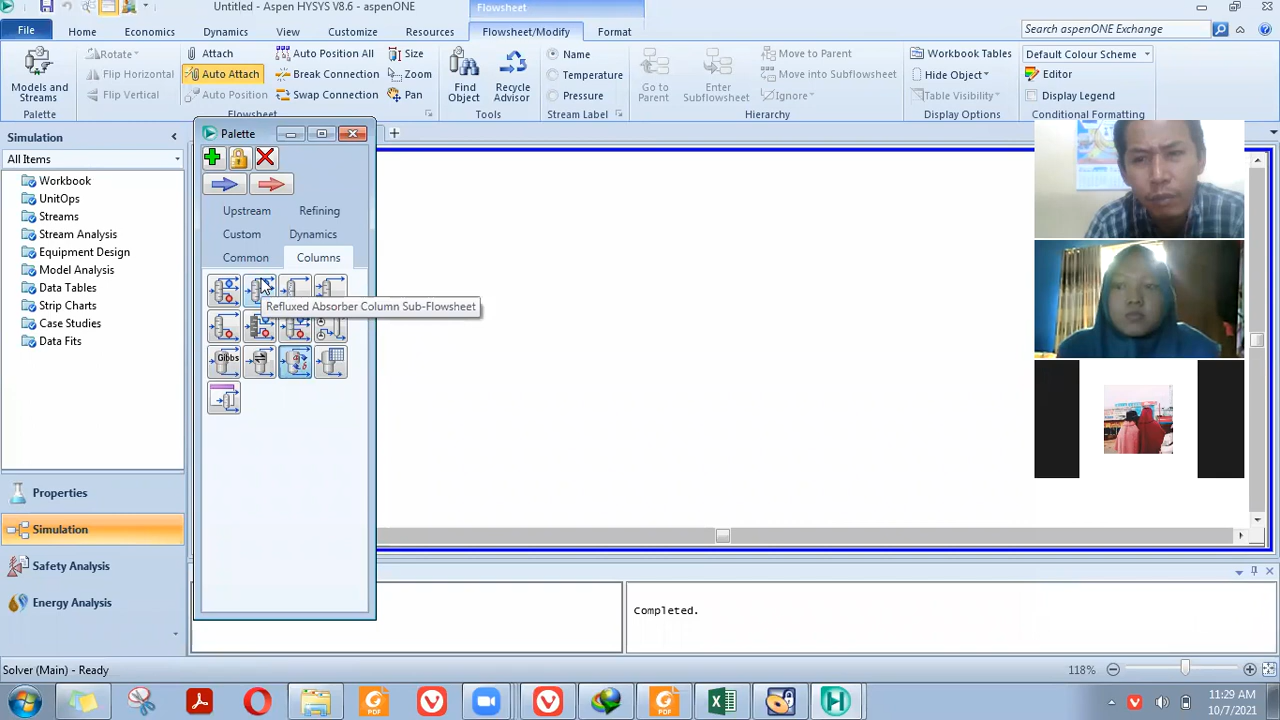 Untitled - Aspen HYSYS V8.6 - aspenONE
Flowsheet
File
Home
Economics
Dynamics
View
Customize
Resources
Flowsheet/Modify
Format
Search aspenONE Exchange
Models and Streams
Palette
Rotate
Flip Horizontal
Flip Vertical
Attach
Auto Attach
Auto Position
Auto Position All
Break Connection
Swap Connection
Size
Zoom
Pan
Flowsheet
Find Object
Recycle Advisor
Tools
Name
Temperature
Pressure
Stream Label
Go to Parent
Enter Subflowsheet
Move to Parent
Move into Subflowsheet
Ignore
Hierarchy
Workbook Tables
Hide Object
Table Visibility
Display Options
Default Colour Scheme
Editor
Display Legend
Conditional Formatting
Simulation
All Items
Workbook
UnitOps
Streams
Stream Analysis
Equipment Design
Model Analysis
Data Tables
Strip Charts
Case Studies
Data Fits
Properties
Simulation
Safety Analysis
Energy Analysis
Palette
Upstream
Refining
Custom
Dynamics
Common
Columns
Refluxed Absorber Column Sub-Flowsheet
Gibbs
Completed.
Solver (Main) - Ready
118%
PDF
PDF
11:29 AM
10/7/2021